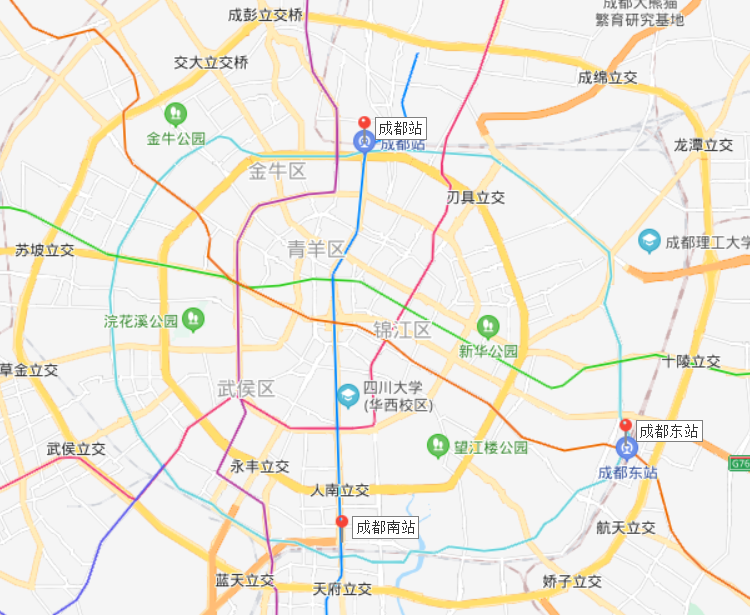 成都大熊猫
繁育研究基地
成彭立交桥
交大立交桥
成绵立交
金牛公园
成都站
成都站
龙潭立交
金牛区
刃具立交
苏坡立交
青羊区
成都理工大学
浣花溪公园
锦江区
新华公园
十陵立交
草金立交
武侯区
四川大学
(华西校区)
成都东站
武侯立交
望江楼公园
永丰立交
成都东站
G76
人南立交
成都南站
航天立交
蓝天立交
天府立交
娇子立交